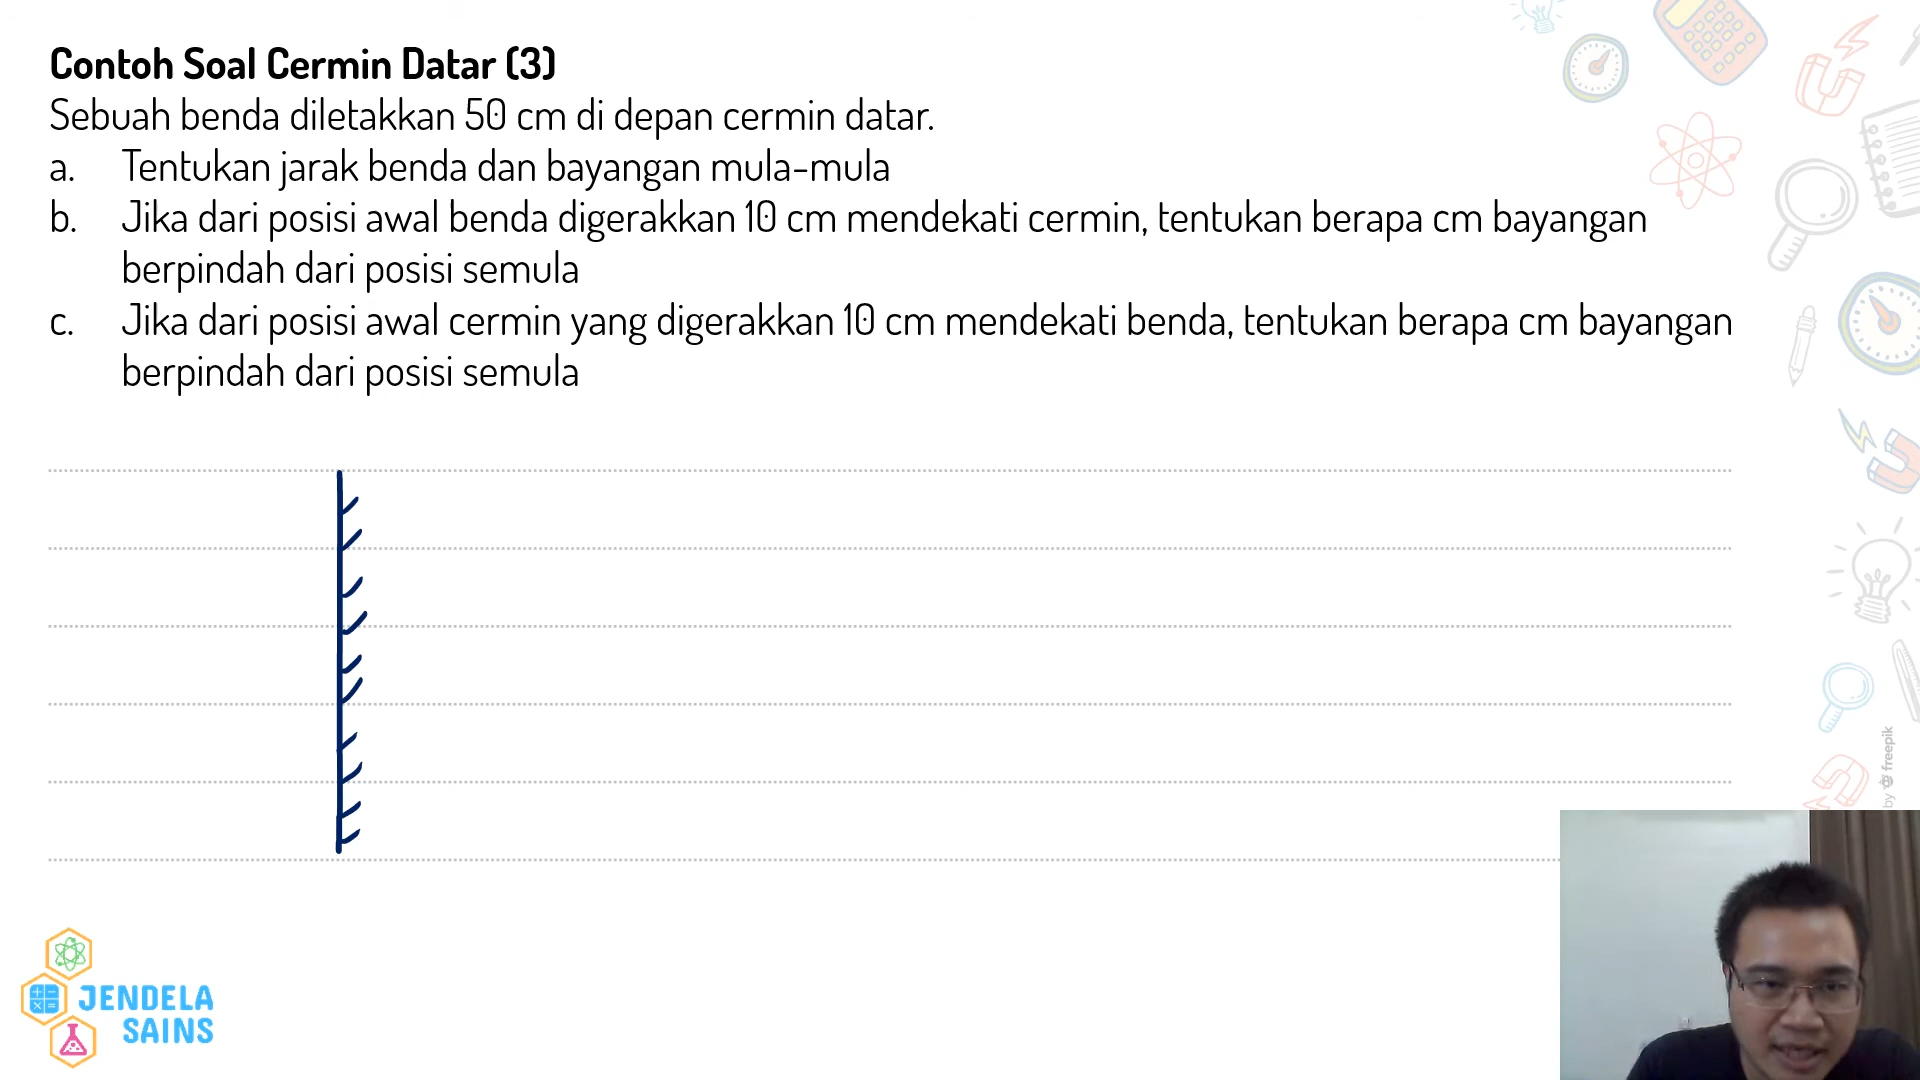 Contoh Soal Cermin Datar (3)
Sebuah benda diletakkan 50 cm di depan cermin datar.
a. Tentukan jarak benda dan bayangan mula-mula
b. Jika dari posisi awal benda digerakkan 10 cm mendekati cermin, tentukan berapa cm bayangan
berpindah dari posisi semula
c. Jika dari posisi awal cermin yang digerakkan 10 cm mendekati benda, tentukan berapa cm bayangan
berpindah dari posisi semula
by freepik
JENDELA
SAINS